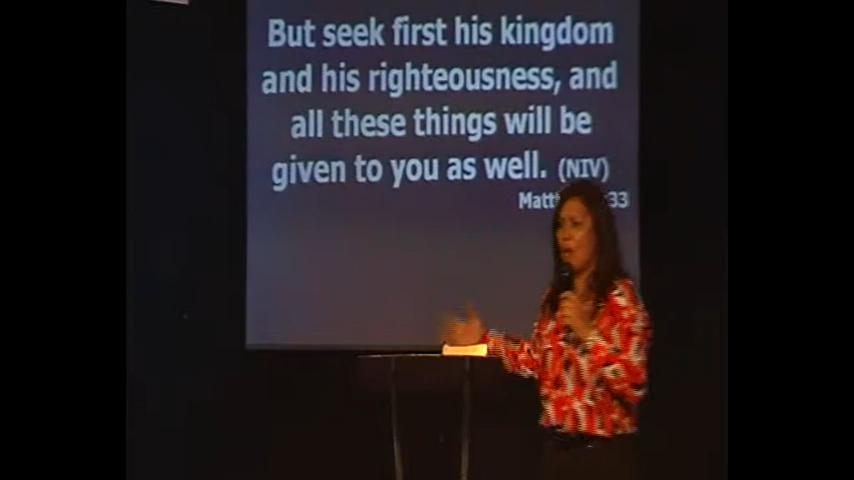 But seek first his kingdom
and his righteousness, and
all these things will be
given to you as well. (NIV)
33